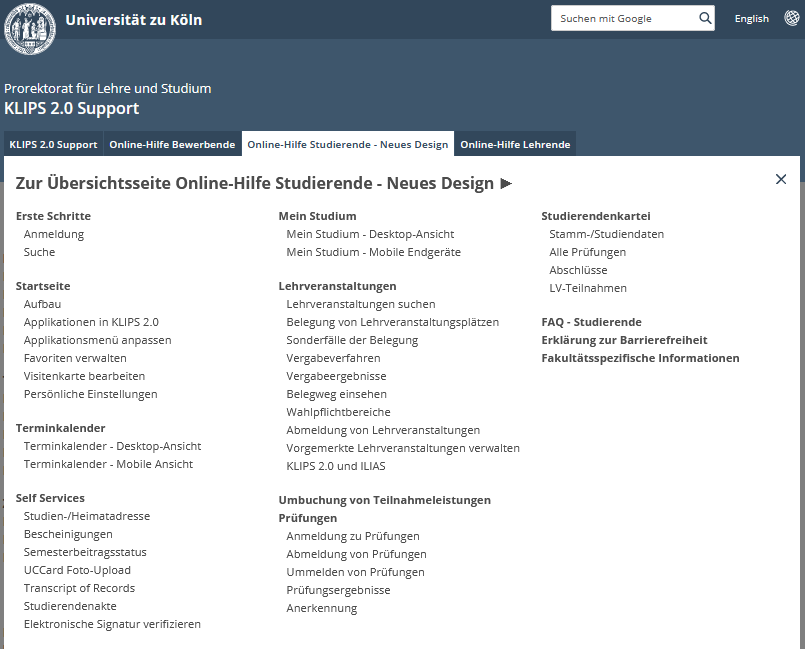 Universität zu Köln
Suchen mit Google
English
Prorektorat für Lehre und Studium
KLIPS 2.0 Support
KLIPS 2.0 Support
Online-Hilfe Bewerbende
Online-Hilfe Studierende - Neues Design
Online-Hilfe Lehrende
Zur Übersichtsseite Online-Hilfe Studierende - Neues Design
Erste Schritte
Anmeldung
Suche
Startseite
Aufbau
Applikationen in KLIPS 2.0
Applikationsmenü anpassen
Favoriten verwalten
Visitenkarte bearbeiten
Persönliche Einstellungen
Terminkalender
Terminkalender - Desktop-Ansicht
Terminkalender - Mobile Ansicht
Self Services
Studien-/Heimatadresse
Bescheinigungen
Semesterbeitragsstatus
UCCard Foto-Upload
Transcript of Records
Studierendenakte
Elektronische Signatur verifizieren
Mein Studium
Mein Studium - Desktop-Ansicht
Mein Studium - Mobile Endgeräte
Lehrveranstaltungen
Lehrveranstaltungen suchen
Belegung von Lehrveranstaltungsplätzen
Sonderfälle der Belegung
Vergabeverfahren
Vergabeergebnisse
Belegweg einsehen
Wahlpflichtbereiche
Abmeldung von Lehrveranstaltungen
Vorgemerkte Lehrveranstaltungen verwalten
KLIPS 2.0 und ILIAS
Umbuchung von Teilnahmeleistungen
Prüfungen
Anmeldung zu Prüfungen
Abmeldung von Prüfungen
Ummelden von Prüfungen
Prüfungsergebnisse
Anerkennung
Studierendenkartei
Stamm-/Studiendaten
Alle Prüfungen
Abschlüsse
LV-Teilnahmen
FAQ - Studierende
Erklärung zur Barrierefreiheit
Fakultätsspezifische Informationen